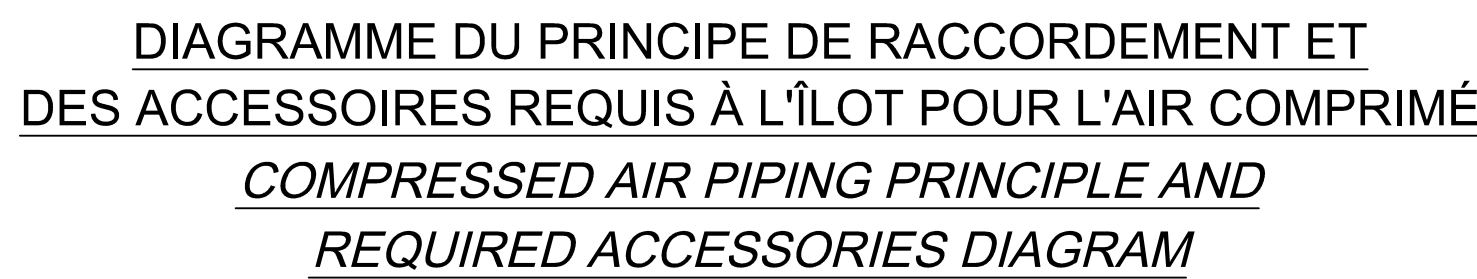 DIAGRAMME DU PRINCIPE DE RACCORDEMENT ET
DES ACCESSOIRES REQUIS À L'ÎLOT POUR L'AIR COMPRIMÉ
COMPRESSED AIR PIPING PRINCIPLE AND
REQUIRED ACCESSORIES DIAGRAM